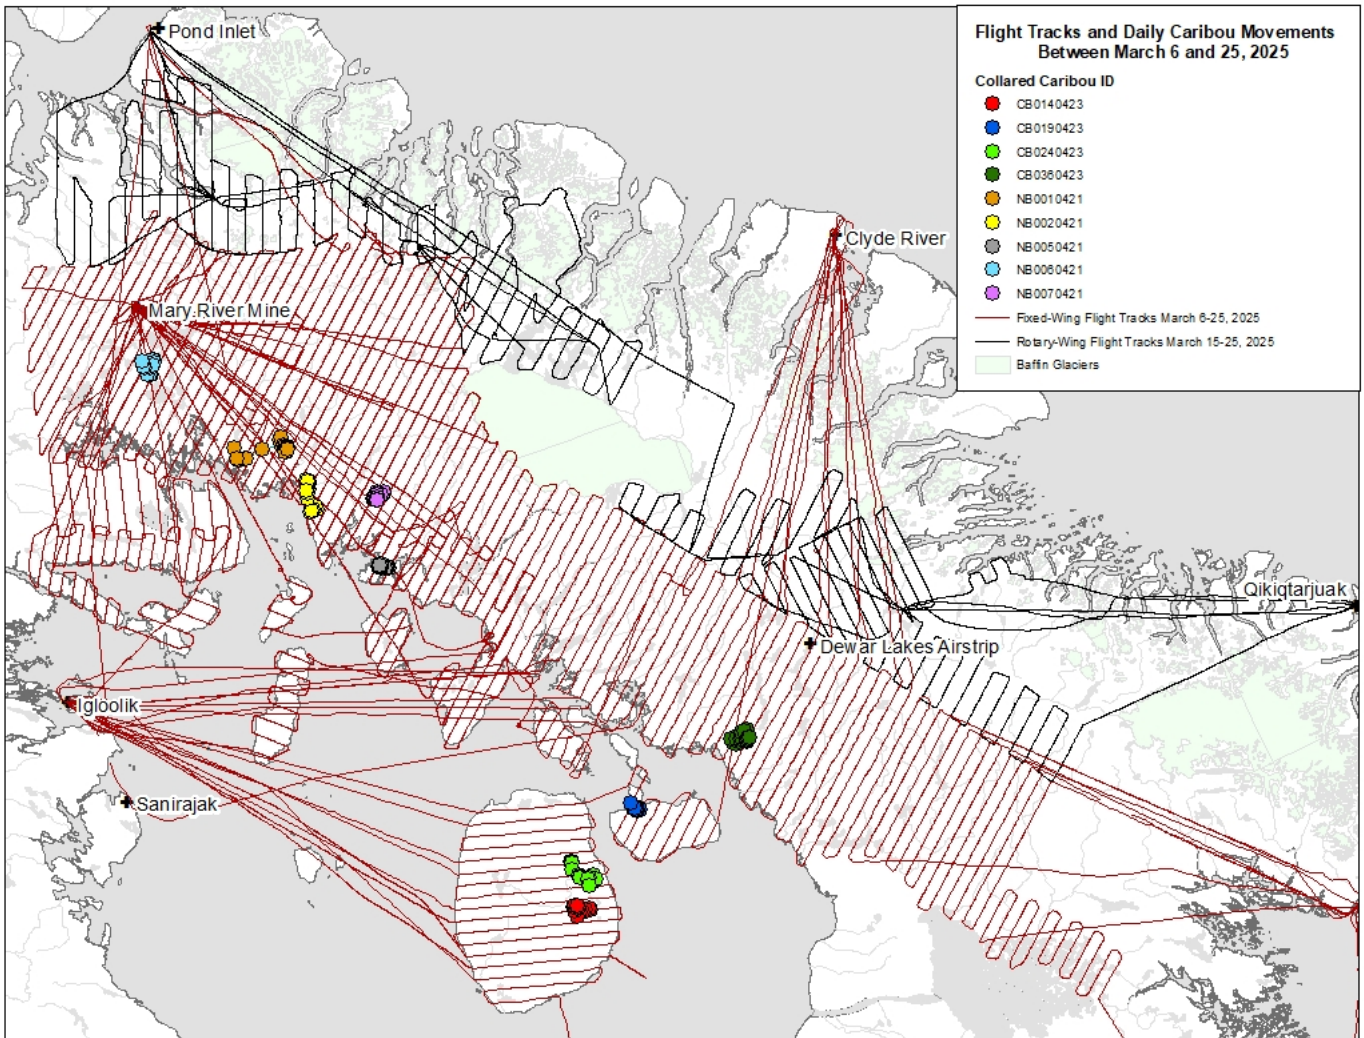 Flight Tracks and Daily Caribou Movements
Between March 6 and 25, 2025
Collared Caribou ID
CB0140423
CB0190423
CB0240423
CB0360423
NB0010421
NB0020421
NB0050421
NB0060421
NB0070421
Fixed-Wing Flight Tracks March 6-25, 2025
Rotary-Wing Flight Tracks March 15-25, 2025
Baffin Glaciers
Pond Inlet
Clyde River
Mary River Mine
Qikiqtarjuak
Dewar Lakes Airstrip
Igloolik
Sanirajak